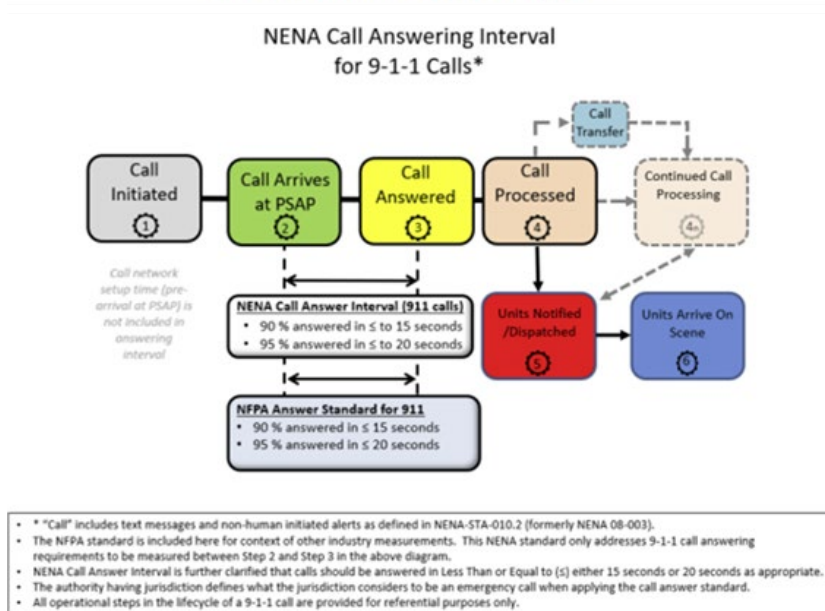 NENA Call Answering Interval
for 9-1-1 Calls*
Call
Transfer
Call
Initiated
1
Call Arrives
at PSAP
2
Call
Answered
3
Call
Processed
4
Continued Call
Processing
4n
Call network
setup time (pre-
arrival at PSAP) is
not included in
answering
interval
NENA Call Answer Interval (911 calls)
• 90 % answered in ≤ to 15 seconds
• 95 % answered in ≤ to 20 seconds
Units Notified
/Dispatched
5
Units Arrive On
Scene
6
NFPA Answer Standard for 911
• 90 % answered in ≤ 15 seconds
• 95 % answered in ≤ 20 seconds
• * "Call" includes text messages and non-human initiated alerts as defined in NENA-STA-010.2 (formerly NENA 08-003).
• The NFPA standard is included here for context of other industry measurements. This NENA standard only addresses 9-1-1 call answering
requirements to be measured between Step 2 and Step 3 in the above diagram.
• NENA Call Answer Interval is further clarified that calls should be answered in Less Than or Equal to (≤) either 15 seconds or 20 seconds as appropriate.
• The authority having jurisdiction defines what the jurisdiction considers to be an emergency call when applying the call answer standard.
• All operational steps in the lifecycle of a 9-1-1 call are provided for referential purposes only.